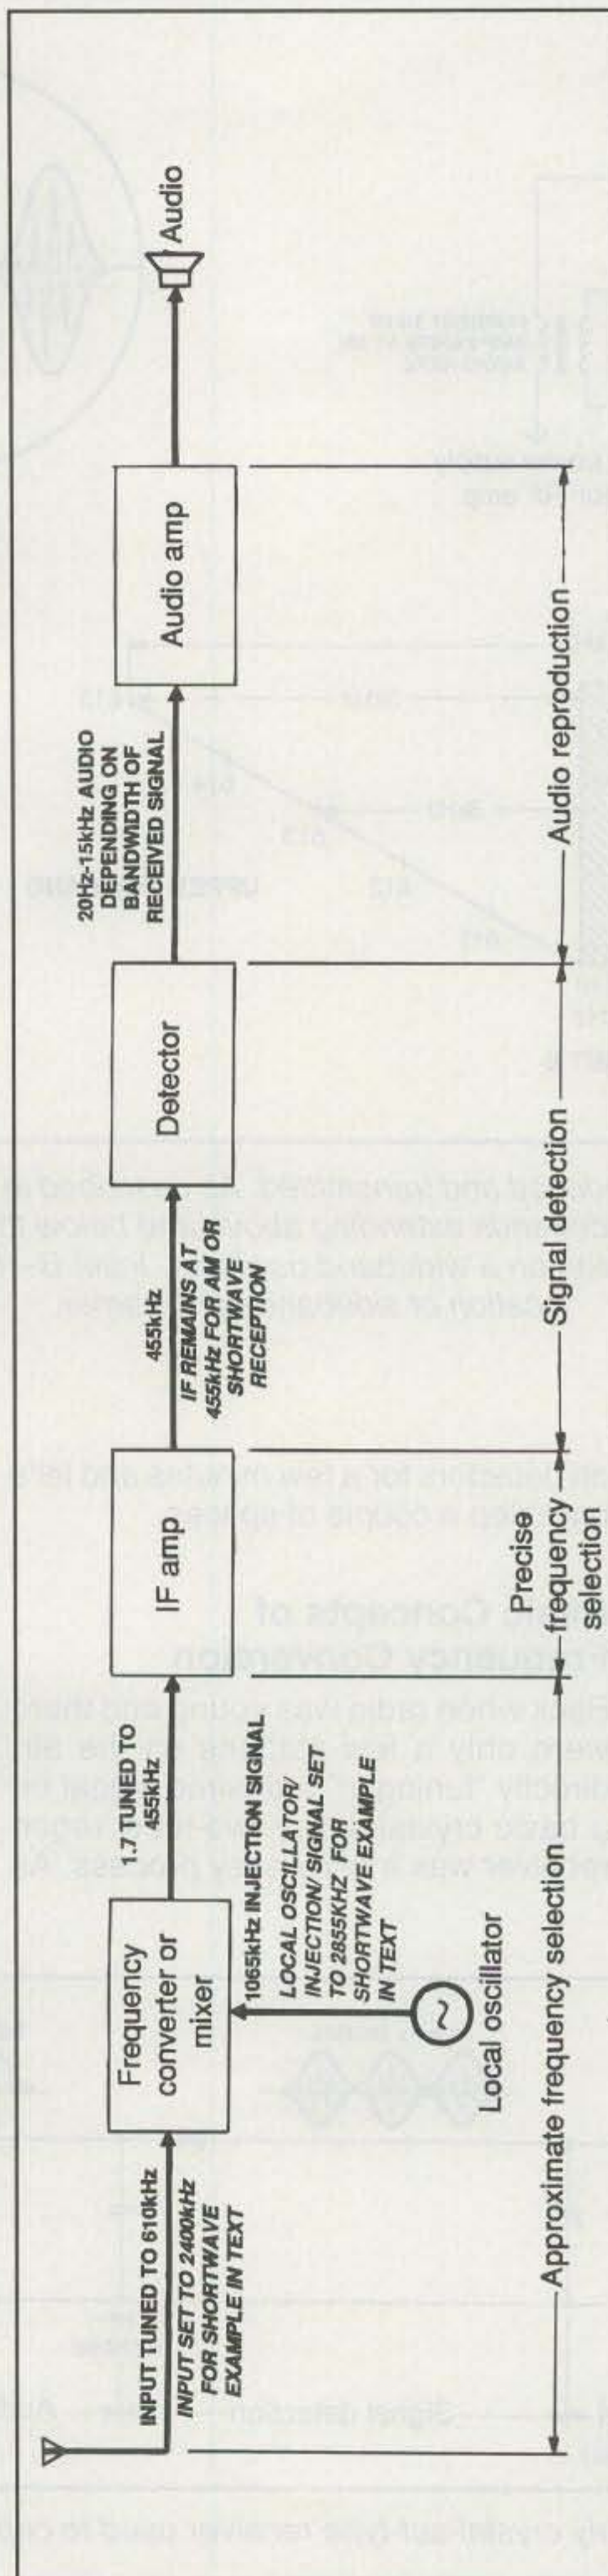 INPUT TUNED TO 610kHz
INPUT SET TO 2400kHz
FOR SHORTWAVE
EXAMPLE IN TEXT
Frequency
converter or
mixer
1065kHz INJECTION SIGNAL
LOCAL OSCILLATOR/
INJECTION/ SIGNAL SET
TO 2855KHZ FOR
SHORTWAVE EXAMPLE
IN TEXT
Local oscillator
1.7 TUNED TO
455kHz
IF amp
455kHz
IF REMAINS AT
455kHz FOR AM OR
SHORTWAVE
RECEPTION
Detector
20Hz-15kHz AUDIO
DEPENDING ON
BANDWIDTH OF
RECEIVED SIGNAL
Audio amp
Audio
Approximate frequency selection
Precise
frequency
selection
Signal detection
Audio reproduction